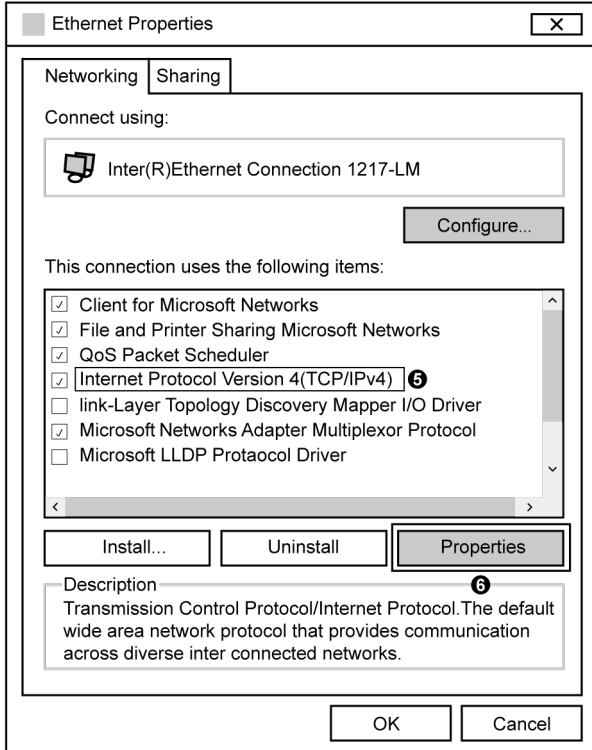 Ethernet Properties
X
Networking Sharing
Connect using:
Inter(R)Ethernet Connection 1217-LM
Configure...
This connection uses the following items:
Client for Microsoft Networks
File and Printer Sharing Microsoft Networks
QoS Packet Scheduler
Internet Protocol Version 4(TCP/IPv4) ❺
link-Layer Topology Discovery Mapper I/O Driver
Microsoft Networks Adapter Multiplexor Protocol
Microsoft LLDP Protaocol Driver
Install... Uninstall Properties
❻
Description
Transmission Control Protocol/Internet Protocol.The default
wide area network protocol that provides communication
across diverse inter connected networks.
OK Cancel